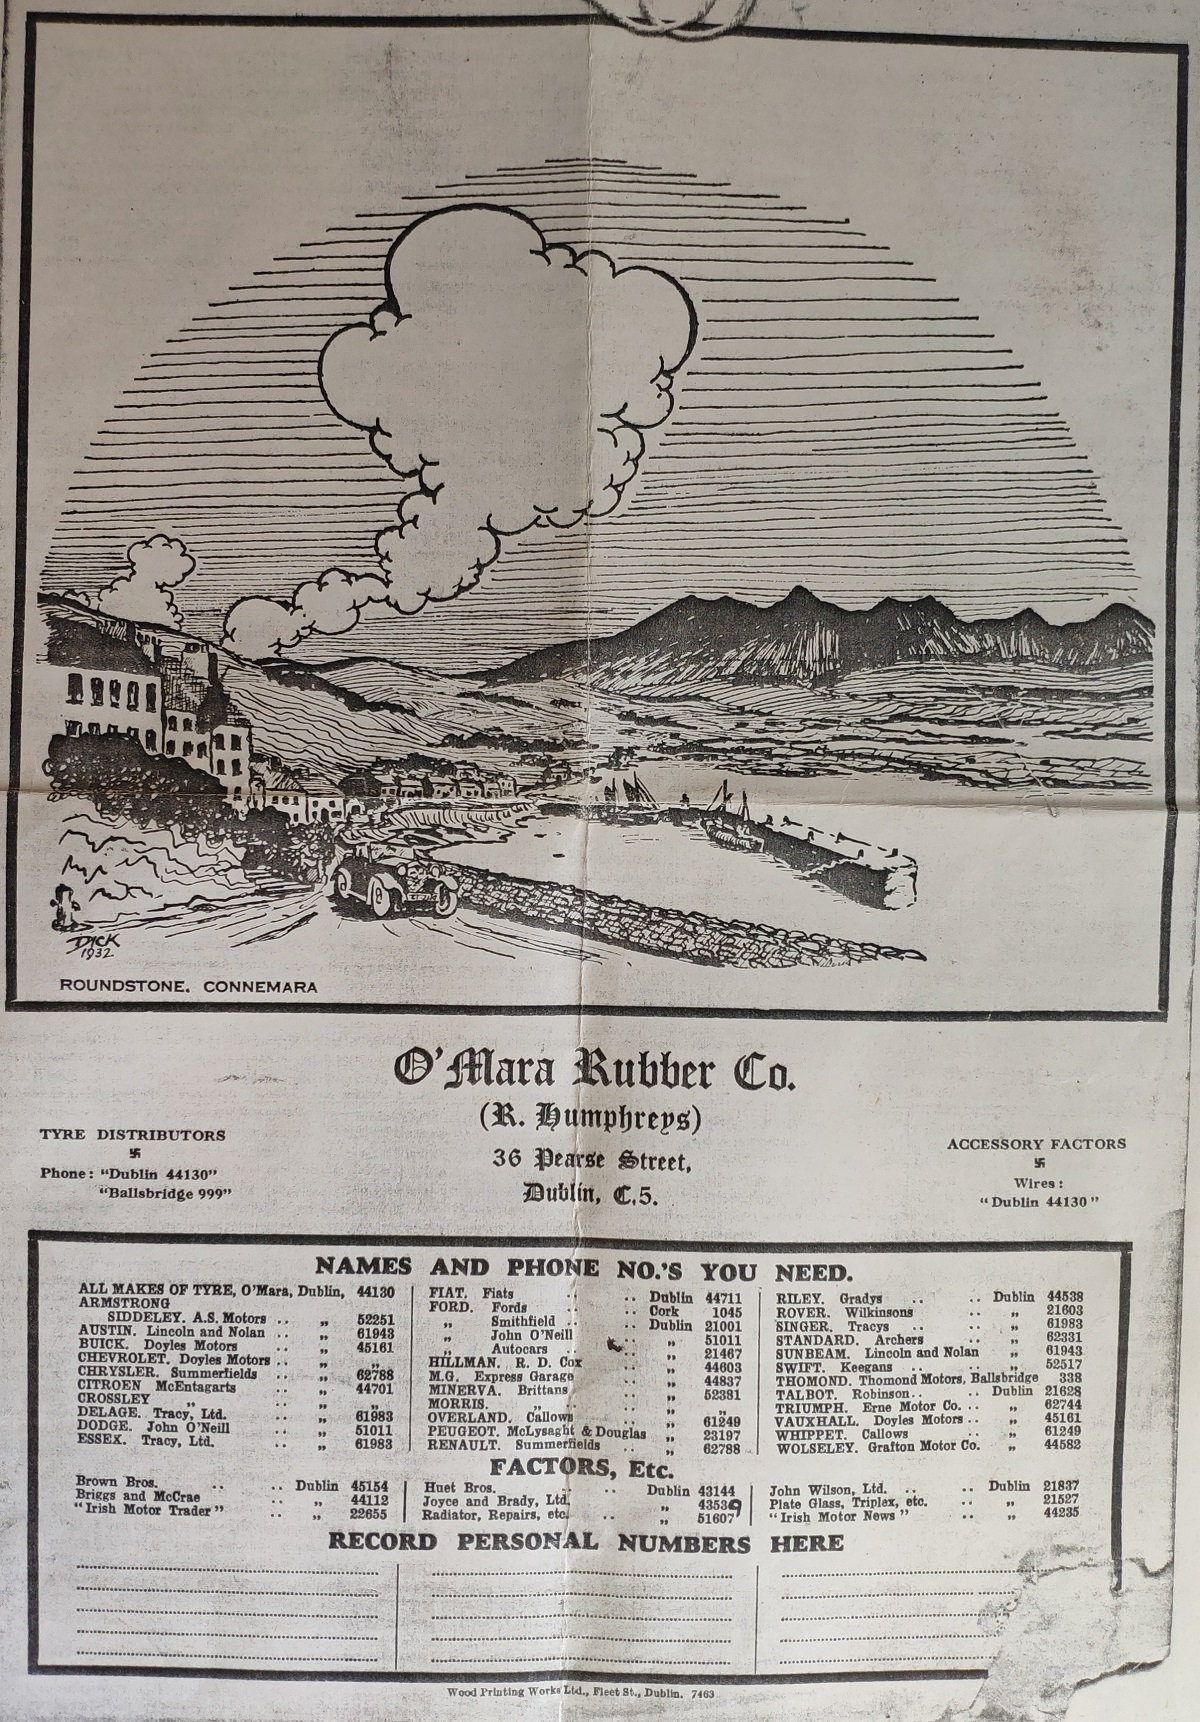 DICK
1932
ROUNDSTONE. CONNEMARA
O'Mara Rubber Co.
(R. Humphreys)
36 Pearse Street,
Dublin, C.5.
TYRE DISTRIBUTORS
卐
Phone: "Dublin 44130"
"Ballsbridge 999"
ACCESSORY FACTORS
卐
Wires:
"Dublin 44130"
NAMES AND PHONE NO.'S YOU NEED.
ALL MAKES OF TYRE, O'Mara, Dublin, 44130
ARMSTRONG
SIDDELEY. A.S. Motors .. „ 52251
AUSTIN. Lincoln and Nolan .. „ 61943
BUICK. Doyles Motors .. „ 45161
CHEVROLET. Doyles Motors .. „ „
CHRYSLER. Summerfields .. „ 62788
CITROEN McEntagarts .. „ 44701
CROSSLEY „ .. „ „
DELAGE. Tracy, Ltd. .. „ 61983
DODGE. John O'Neill .. „ 51011
ESSEX. Tracy, Ltd. .. „ 61983
FIAT. Fiats .. .. Dublin 44711
FORD. Fords .. .. Cork 1045
„ Smithfield .. .. Dublin 21001
„ John O'Neill .. „ 51011
„ Autocars .. .. „ 21467
HILLMAN. R. D. Cox .. „ 44603
M.G. Express Garage .. „ 44837
MINERVA. Brittans .. „ 52381
MORRIS. „ .. „ „
OVERLAND. Callows .. „ 61249
PEUGEOT. McLysaght & Douglas „ 23197
RENAULT. Summerfields .. „ 62788
RILEY. Gradys .. .. Dublin 44538
ROVER. Wilkinsons .. „ 21603
SINGER. Tracys .. .. „ 61983
STANDARD. Archers .. „ 62331
SUNBEAM. Lincoln and Nolan „ 61943
SWIFT. Keegans .. .. „ 52517
THOMOND. Thomond Motors, Ballsbridge 338
TALBOT. Robinson.. .. Dublin 21628
TRIUMPH. Erne Motor Co. .. „ 62744
VAUXHALL. Doyles Motors .. „ 45161
WHIPPET. Callows .. „ 61249
WOLSELEY. Grafton Motor Co. „ 44582
FACTORS, Etc.
Brown Bros. .. .. Dublin 45154
Briggs and McCrae .. „ 44112
"Irish Motor Trader" .. „ 22655
Huet Bros. .. .. Dublin 43144
Joyce and Brady, Ltd. .. „ 43539
Radiator, Repairs, etc. .. „ 51607
John Wilson, Ltd. .. .. Dublin 21837
Plate Glass, Triplex, etc. .. „ 21527
"Irish Motor News" .. „ 44235
RECORD PERSONAL NUMBERS HERE
Wood Printing Works Ltd., Fleet St., Dublin. 7463